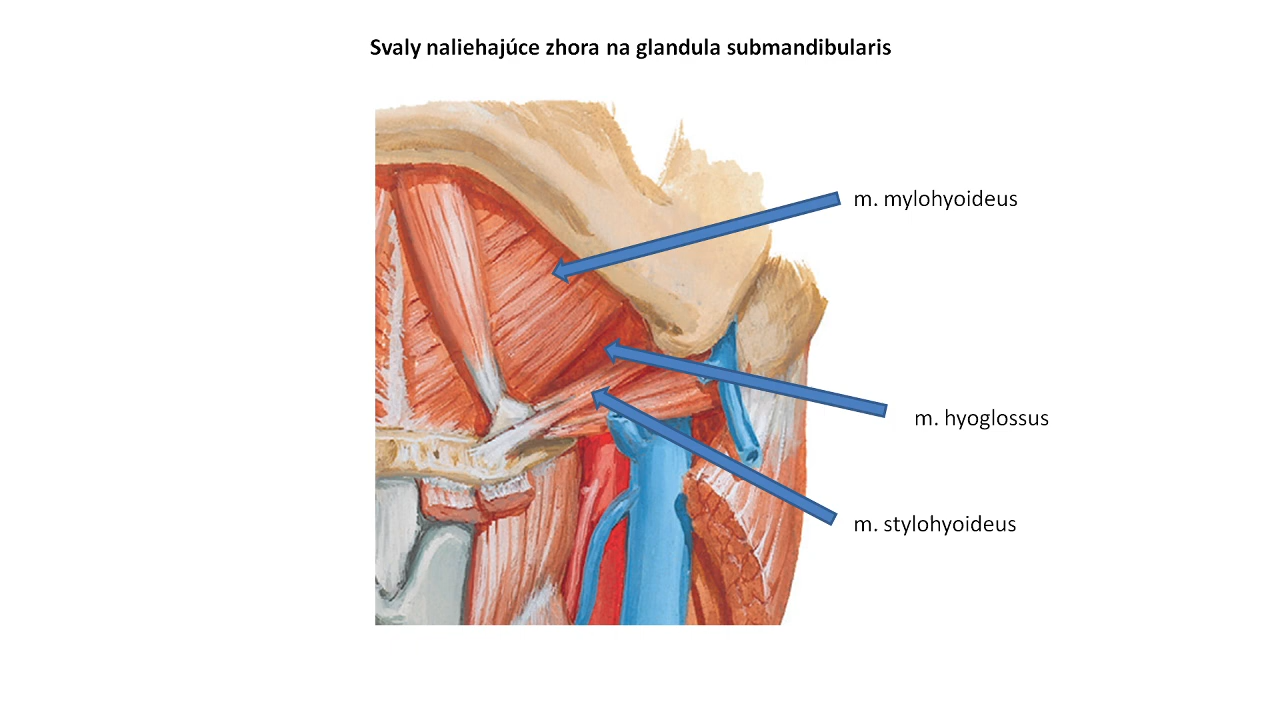 Svaly naliehajúce zhora na glandula submandibularis
m. mylohyoideus
m. hyoglossus
m. stylohyoideus